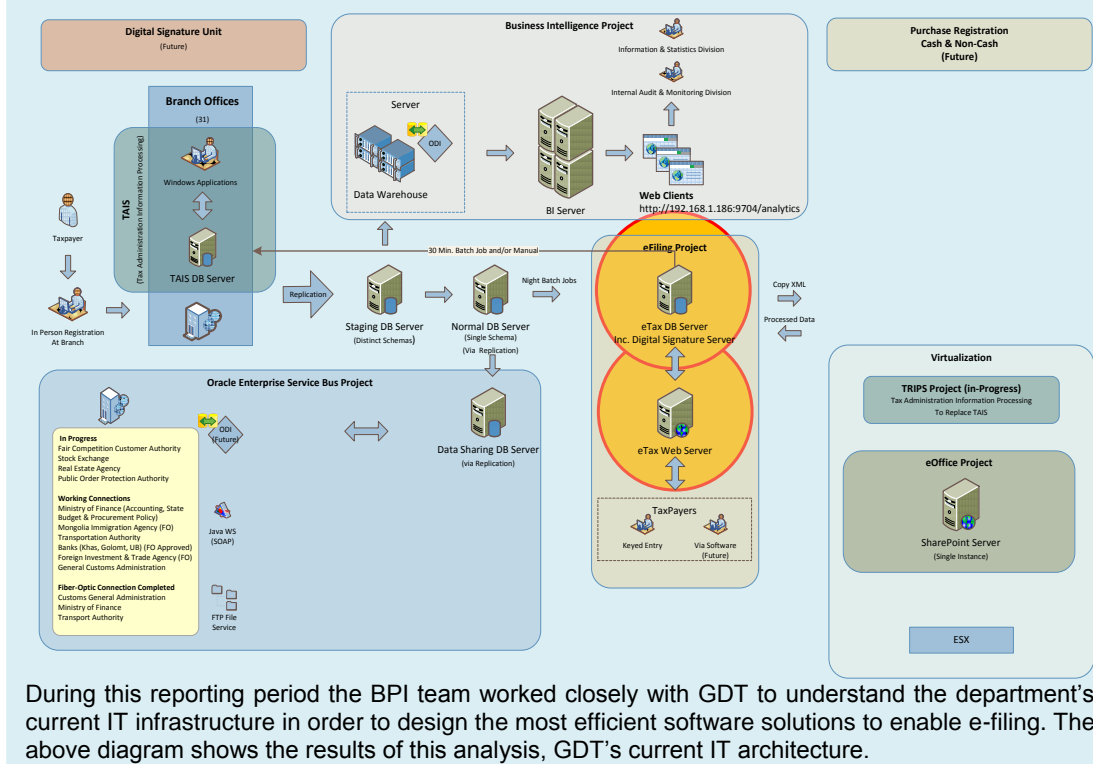 Digital Signature Unit
(Future)
Business Intelligence Project
Information & Statistics Division
Internal Audit & Monitoring Division
Purchase Registration
Cash & Non-Cash
(Future)
Branch Offices
(31)
TAIS
(Tax Administration Information Processing)
Windows Applications
TAIS DB Server
Taxpayer
In Person Registration
At Branch
Server
ODI
Data Warehouse
BI Server
Web Clients
http://192.168.1.186:9704/analytics
30 Min. Batch Job and/or Manual
Replication
Staging DB Server
(Distinct Schemas)
Normal DB Server
(Single Schema)
(Via Replication)
Night Batch Jobs
eFiling Project
eTax DB Server
Inc. Digital Signature Server
eTax Web Server
TaxPayers
Keyed Entry
Via Software
(Future)
Copy XML
Processed Data
Virtualization
TRIPS Project (in-Progress)
Tax Administration Information Processing
To Replace TAIS
eOffice Project
SharePoint Server
(Single Instance)
ESX
Oracle Enterprise Service Bus Project
In Progress
Fair Competition Customer Authority
Stock Exchange
Real Estate Agency
Public Order Protection Authority
Working Connections
Ministry of Finance (Accounting, State
Budget & Procurement Policy)
Mongolia Immigration Agency (FO)
Transportation Authority
Banks (Khas, Golomt, UB) (FO Approved)
Foreign Investment & Trade Agency (FO)
General Customs Administration
Fiber-Optic Connection Completed
Customs General Administration
Ministry of Finance
Transport Authority
ODI
(Future)
Java WS
(SOAP)
FTP File
Service
Data Sharing DB Server
(via Replication)
During this reporting period the BPI team worked closely with GDT to understand the department's
current IT infrastructure in order to design the most efficient software solutions to enable e-filing. The
above diagram shows the results of this analysis, GDT's current IT architecture.